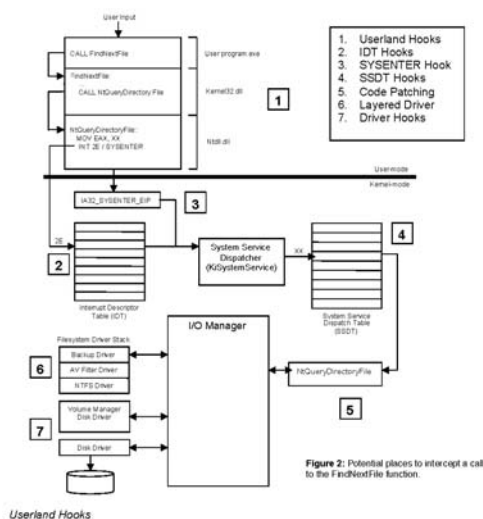 User Input
CALL FindNextFile
User program.exe
FindNextFile
CALL NtQueryDirectory File
Kernel32.dll
NtQueryDirectoryFile:
MOV EAX, XX
INT 2E / SYSENTER
Ntdll.dll
1
1. Userland Hooks
2. IDT Hooks
3. SYSENTER Hook
4. SSDT Hooks
5. Code Patching
6. Layered Driver
7. Driver Hooks
User-mode
Kernel-mode
IA32_SYSENTER_EIP
3
2E
2
Interrupt Descriptor
Table (IDT)
System Service
Dispatcher
(KiSystemService)
XX
4
System Service
Dispatch Table
(SSDT)
I/O Manager
Filesystem Driver Stack
6
Backup Driver
AV Filter Driver
NTFS Driver
NtQueryDirectoryFile
5
7
Volume Manager
Disk Driver
Disk Driver
Figure 2: Potential places to intercept a call
to the FindNextFile function.
Userland Hooks